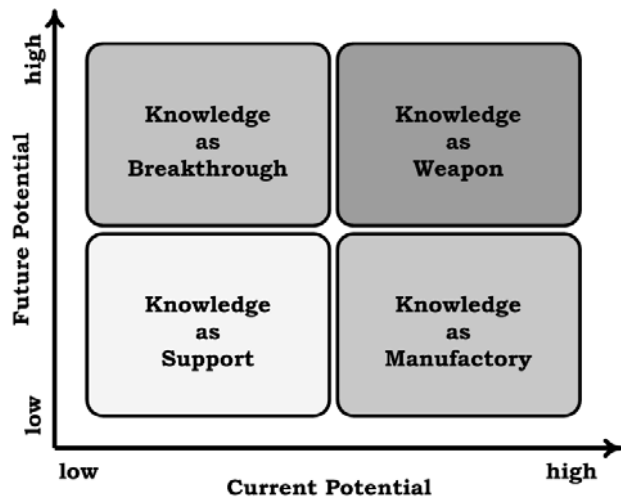 high
Knowledge
as
Breakthrough
Knowledge
as
Weapon
Future Potential
Knowledge
as
Support
Knowledge
as
Manufactory
low
low
high
Current Potential